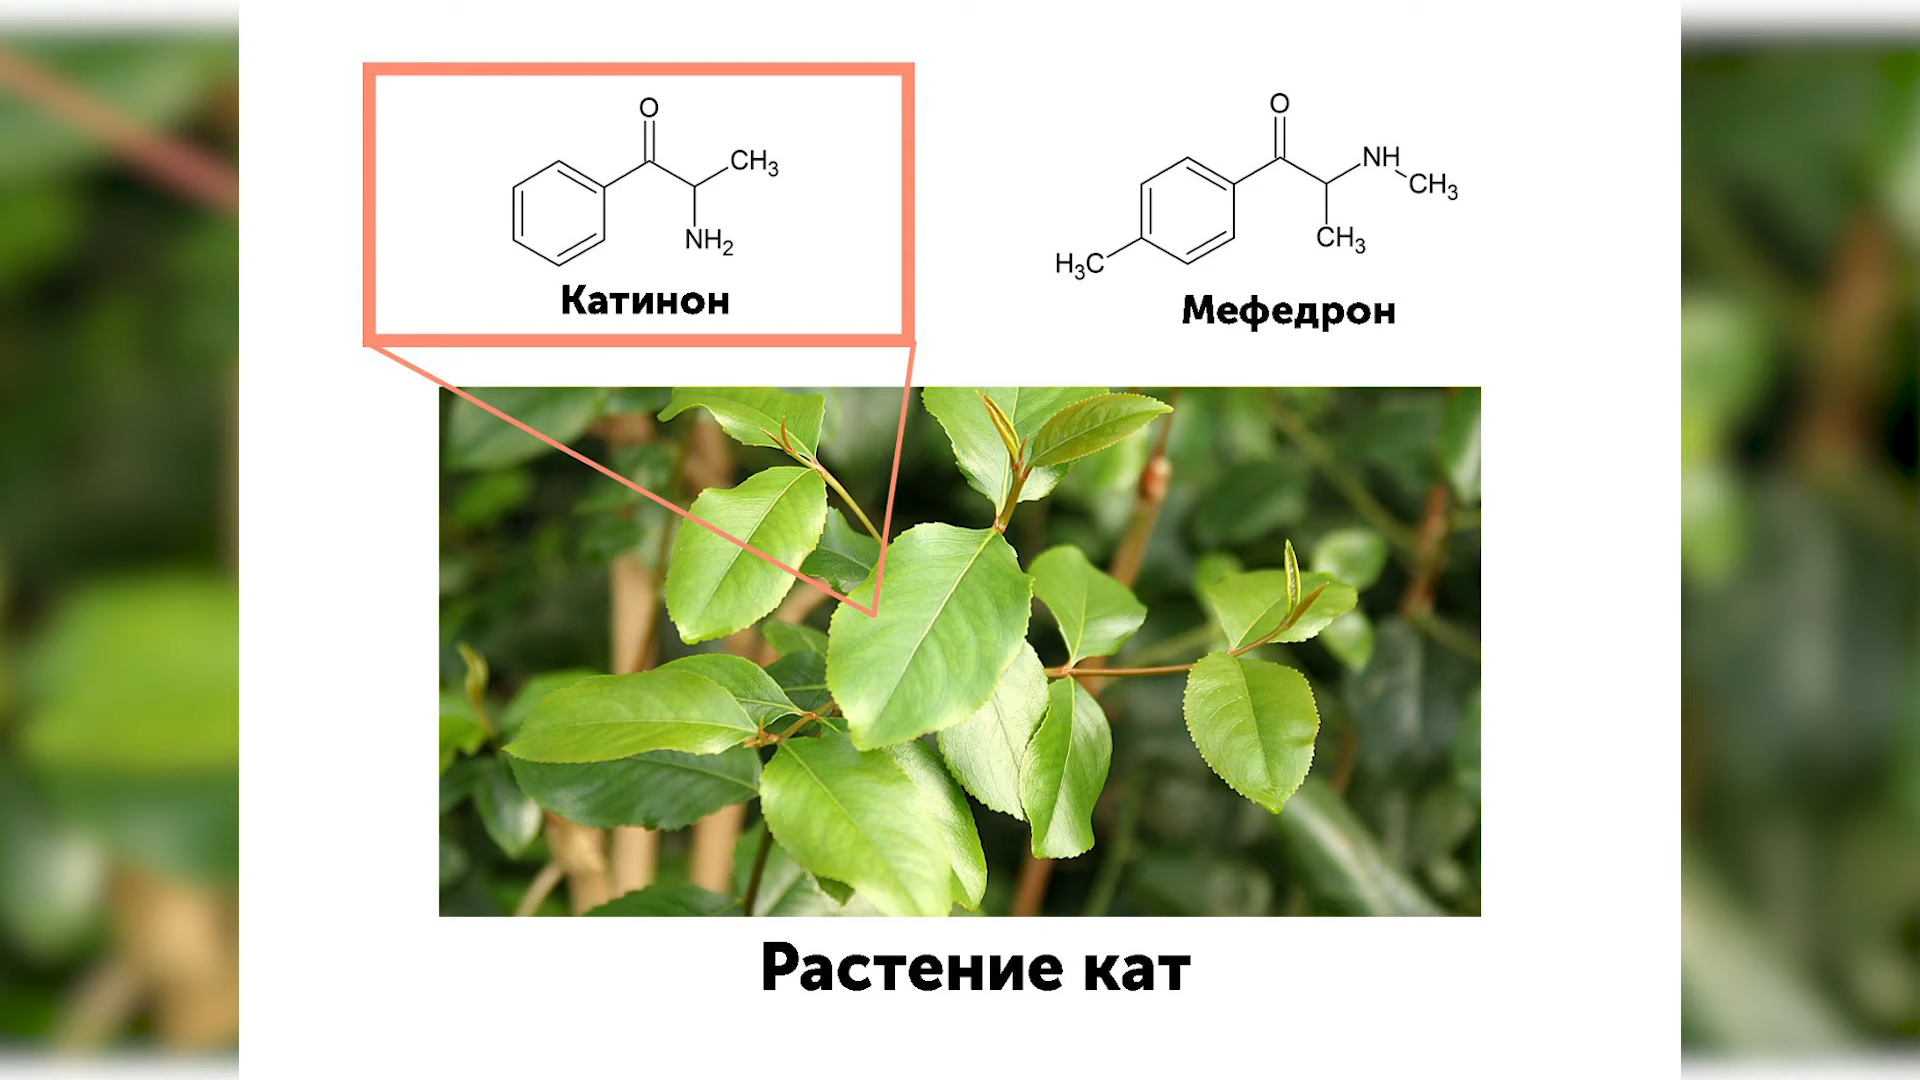 O
CH₃
NH₂
Катинон
O
NH
CH₃
CH₃
H₃C
Мефедрон
Растение кат